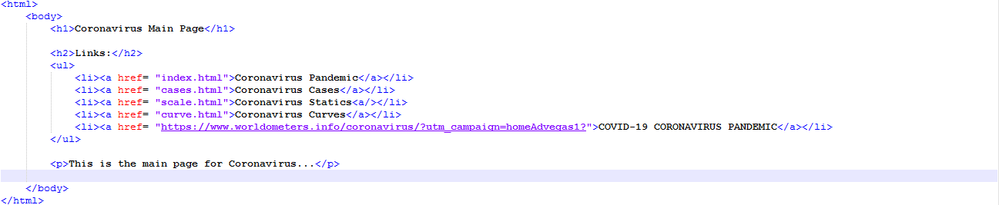 <html>
<body>
<h1>Coronavirus Main Page</h1>
<h2>Links:</h2>
<ul>
<li><a href= "index.html">Coronavirus Pandemic</a></li>
<li><a href= "cases.html">Coronavirus Cases</a></li>
<li><a href= "scale.html">Coronavirus Statics<a/></li>
<li><a href= "curve.html">Coronavirus Curves</a></li>
<li><a href= "https://www.worldometers.info/coronavirus/?utm_campaign=homeAdvegas1?">COVID-19 CORONAVIRUS PANDEMIC</a></li>
</ul>
<p>This is the main page for Coronavirus...</p>
</body>
</html>